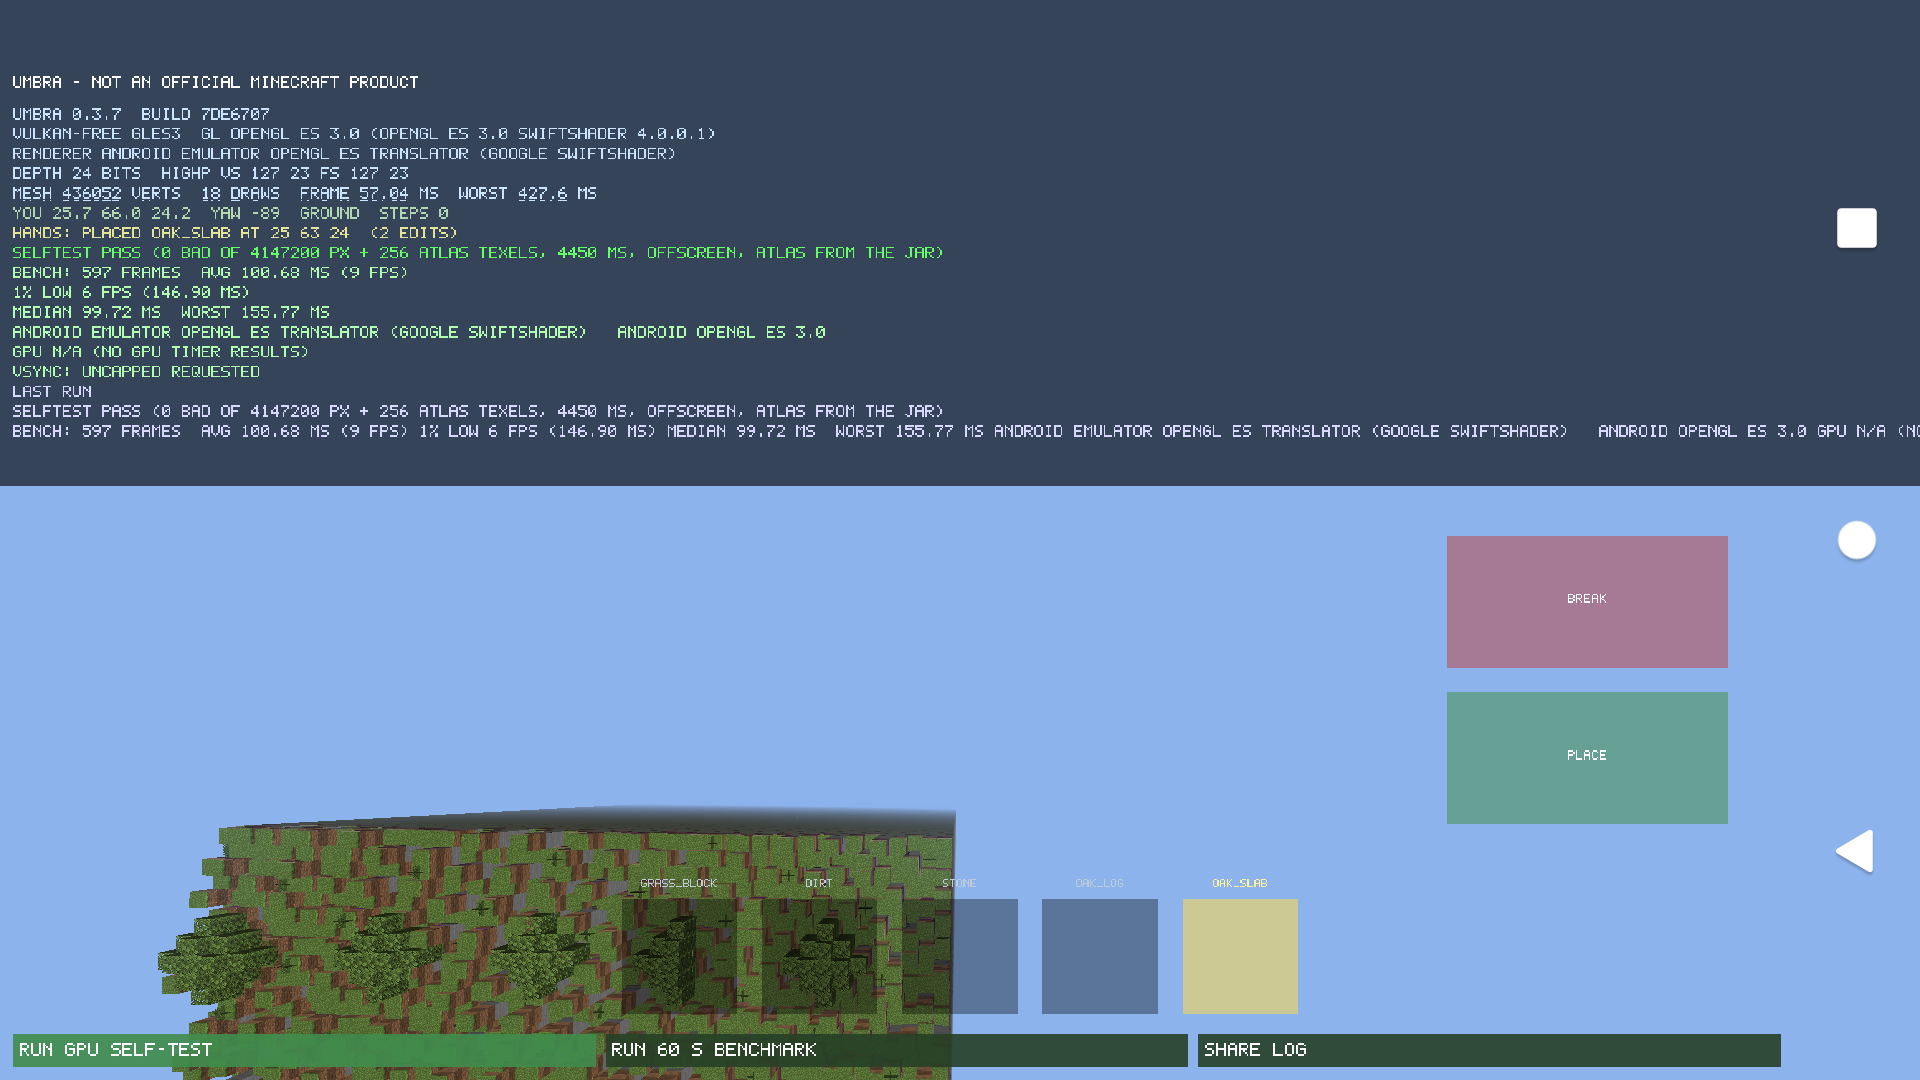 UMBRA - NOT AN OFFICIAL MINECRAFT PRODUCT
UMBRA 0.3.7 BUILD 7DE6707
VULKAN-FREE GLES3 GL OPENGL ES 3.0 (OPENGL ES 3.0 SWIFTSHADER 4.0.0.1)
RENDERER ANDROID EMULATOR OPENGL ES TRANSLATOR (GOOGLE SWIFTSHADER)
DEPTH 24 BITS HIGHP VS 127 23 FS 127 23
MESH 436052 VERTS 18 DRAWS FRAME 57.04 MS WORST 427.6 MS
YOU 25.7 66.0 24.2 YAW -89 GROUND STEPS 0
HANDS: PLACED OAK_SLAB AT 25 63 24 (2 EDITS)
SELFTEST PASS (0 BAD OF 4147200 PX + 256 ATLAS TEXELS, 4450 MS, OFFSCREEN, ATLAS FROM THE JAR)
BENCH: 597 FRAMES AVG 100.68 MS (9 FPS)
1% LOW 6 FPS (146.90 MS)
MEDIAN 99.72 MS WORST 155.77 MS
ANDROID EMULATOR OPENGL ES TRANSLATOR (GOOGLE SWIFTSHADER) ANDROID OPENGL ES 3.0
GPU N/A (NO GPU TIMER RESULTS)
VSYNC: UNCAPPED REQUESTED
LAST RUN
SELFTEST PASS (0 BAD OF 4147200 PX + 256 ATLAS TEXELS, 4450 MS, OFFSCREEN, ATLAS FROM THE JAR)
BENCH: 597 FRAMES AVG 100.68 MS (9 FPS) 1% LOW 6 FPS (146.90 MS) MEDIAN 99.72 MS WORST 155.77 MS ANDROID EMULATOR OPENGL ES TRANSLATOR (GOOGLE SWIFTSHADER) ANDROID OPENGL ES 3.0 GPU N/A (NO
BREAK
PLACE
GRASS_BLOCK DIRT STONE OAK_LOG OAK_SLAB
RUN GPU SELF-TEST RUN 60 S BENCHMARK SHARE LOG